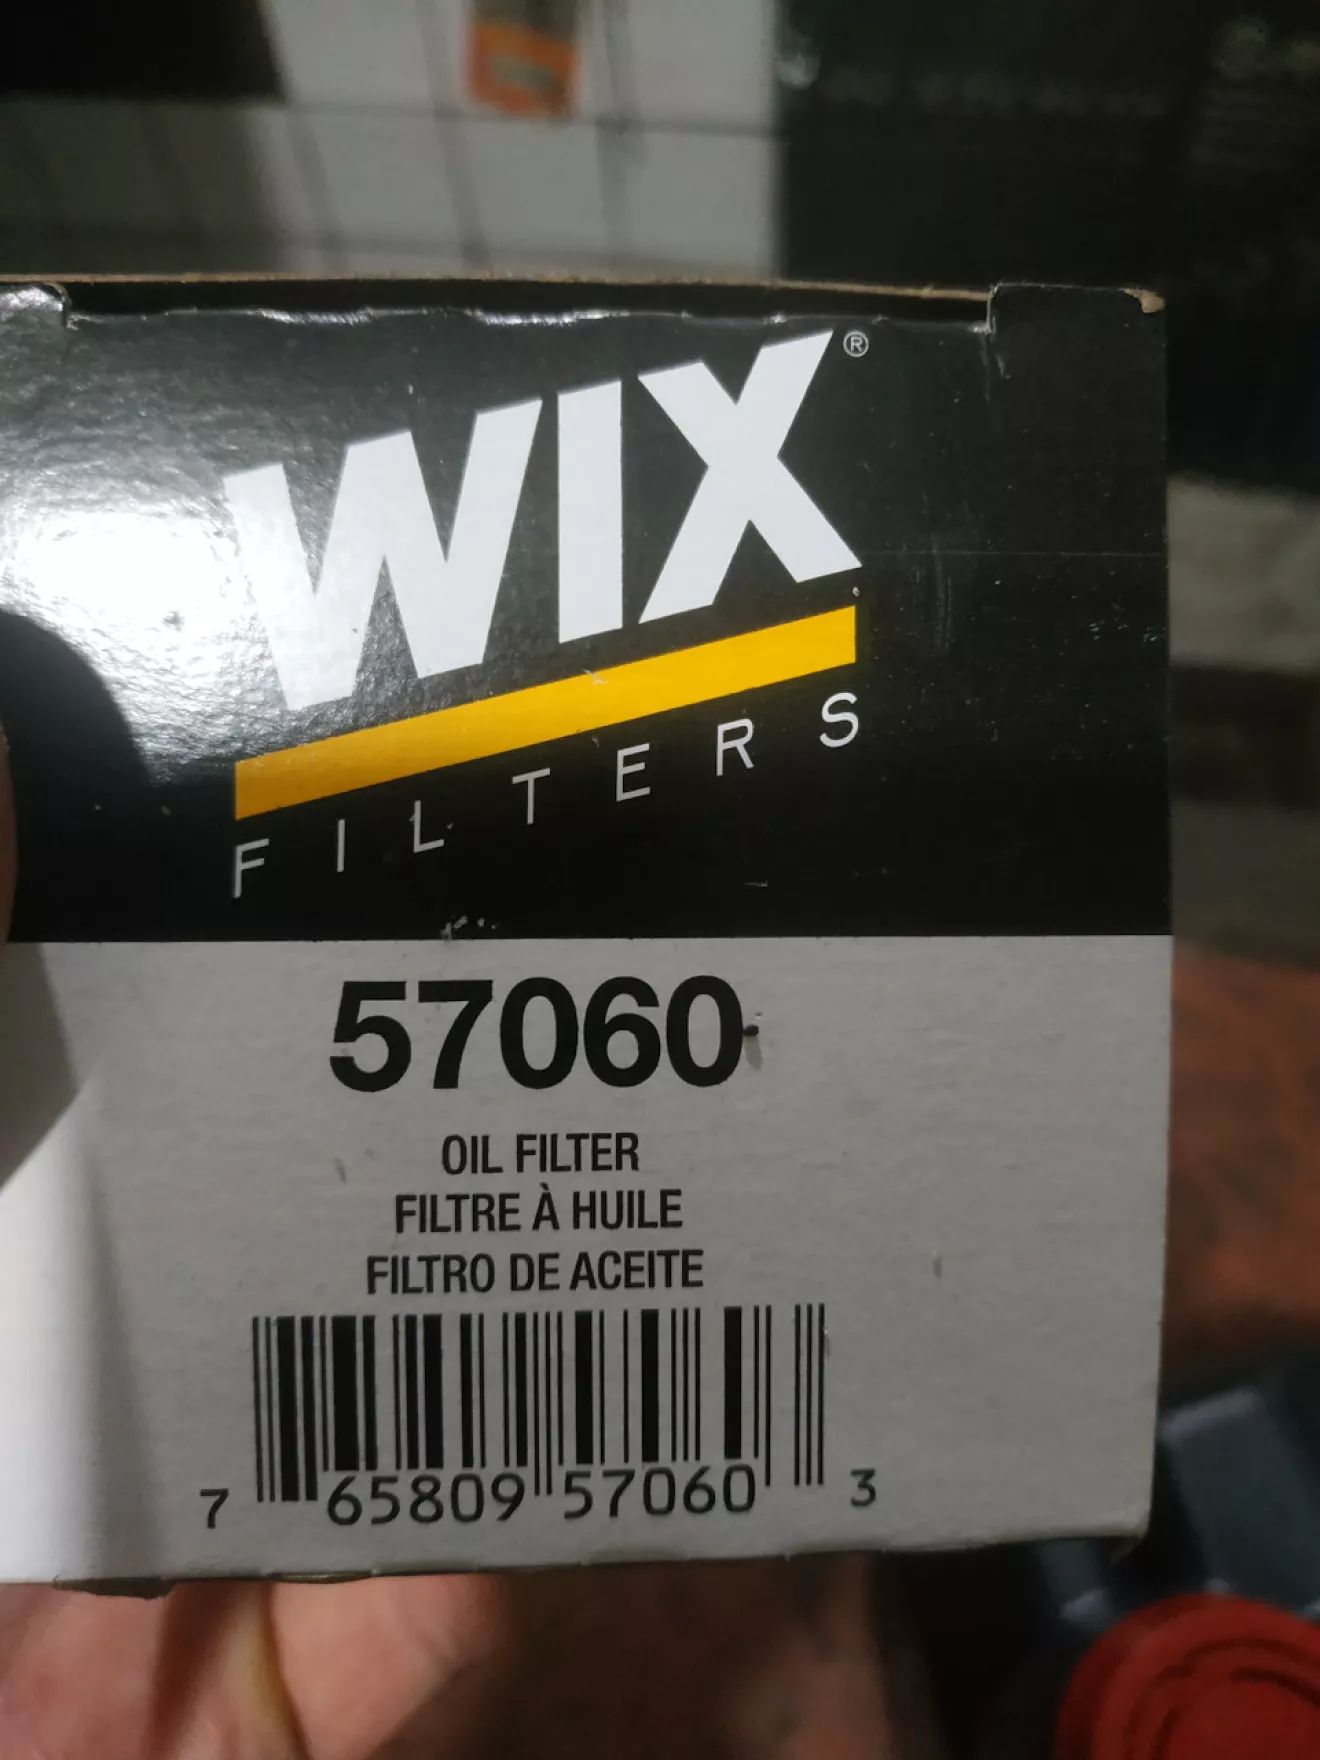 WIX®
FILTERS
57060
OIL FILTER
FILTRE À HUILE
FILTRO DE ACEITE
7 65809 57060 3